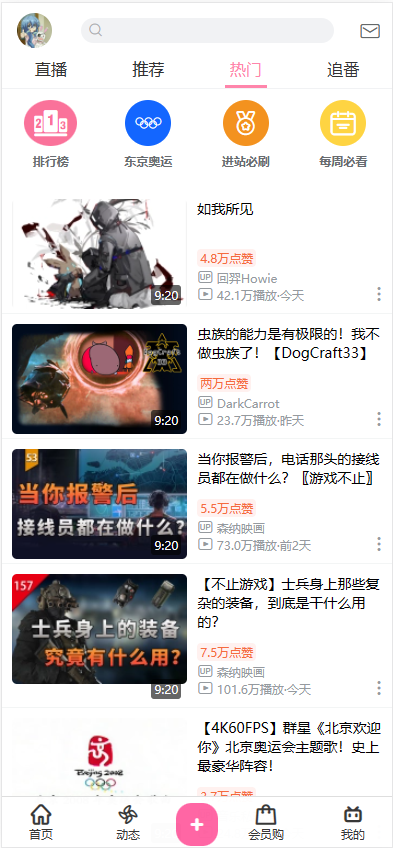 直播 推荐 热门 追番
2 1 3
排行榜 东京奥运 进站必刷 每周必看
如我所见
4.8万点赞
UP 回羿Howie
9:20
42.1万播放·今天
虫族的能力是有极限的！我不做虫族了！【DogCraft33】
DogCraft
33
两万点赞
UP DarkCarrot
9:20
23.7万播放·昨天
53
当你报警后
接线员都在做什么?
9:20
当你报警后，电话那头的接线
员都在做什么？〖游戏不止〗
5.5万点赞
UP 森纳映画
73.0万播放·前2天
157
士兵身上的装备
究竟有什么用?
9:20
【不止游戏】士兵身上那些复
杂的装备，到底是干什么用
的？
7.5万点赞
UP 森纳映画
101.6万播放·今天
Beijing 2008
【4K60FPS】群星《北京欢迎
你》北京奥运会主题歌！史上
最豪华阵容！
首页 动态 会员购 我的